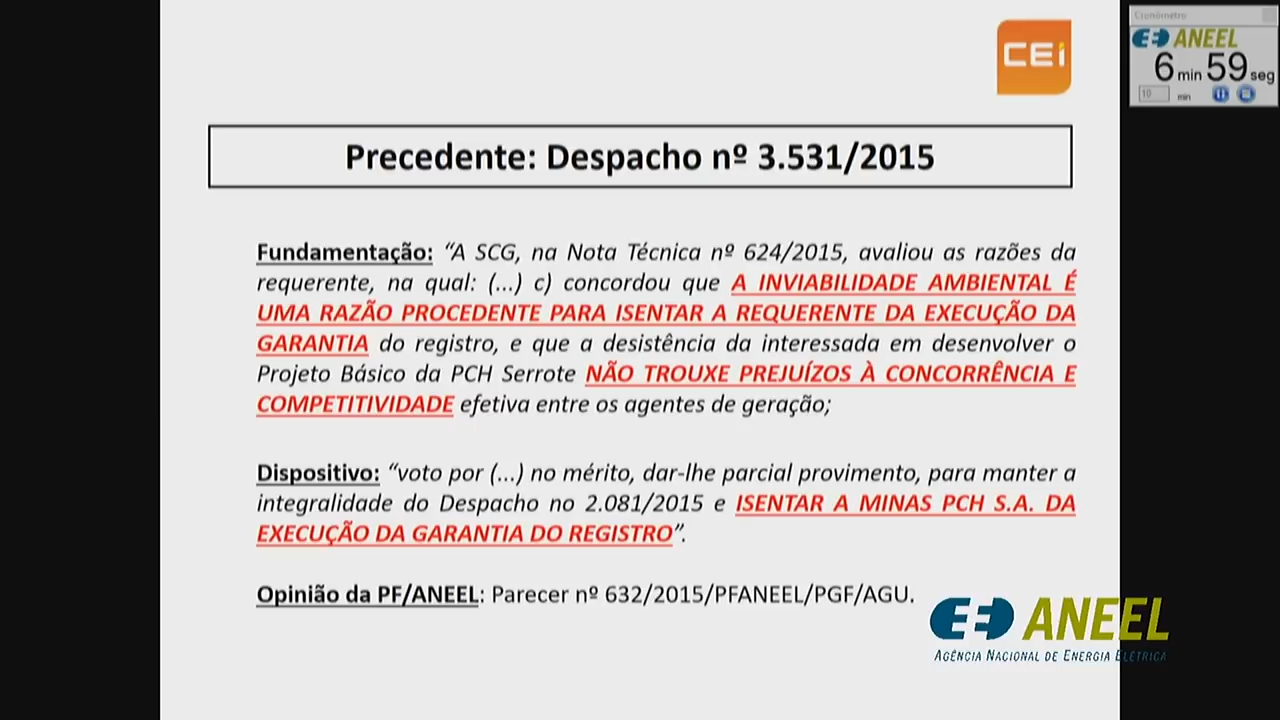 CEi
Cronômetro
ANEEL
6 min 59 seg
10 min
Precedente: Despacho nº 3.531/2015
Fundamentação: “A SCG, na Nota Técnica nº 624/2015, avaliou as razões da
requerente, na qual: (...) c) concordou que A INVIABILIDADE AMBIENTAL É
UMA RAZÃO PROCEDENTE PARA ISENTAR A REQUERENTE DA EXECUÇÃO DA
GARANTIA do registro, e que a desistência da interessada em desenvolver o
Projeto Básico da PCH Serrote NÃO TROUXE PREJUÍZOS À CONCORRÊNCIA E
COMPETITIVIDADE efetiva entre os agentes de geração;
Dispositivo: “voto por (...) no mérito, dar-lhe parcial provimento, para manter a
integralidade do Despacho no 2.081/2015 e ISENTAR A MINAS PCH S.A. DA
EXECUÇÃO DA GARANTIA DO REGISTRO”.
Opinião da PF/ANEEL: Parecer nº 632/2015/PFANEEL/PGF/AGU.
ANEEL
AGÊNCIA NACIONAL DE ENERGIA ELÉTRICA